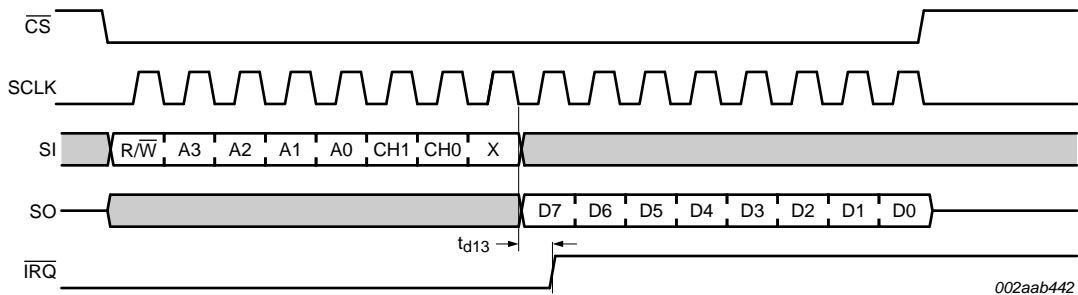 CS
SCLK
SI R/W A3 A2 A1 A0 CH1 CH0 X
SO D7 D6 D5 D4 D3 D2 D1 D0
td13
IRQ
002aab442